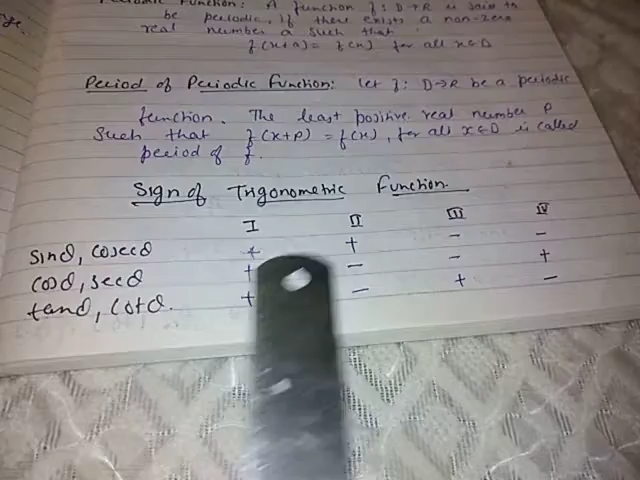 Periodic Function: A function f: D→R is said to
be periodic, if there exists a non-zero
real number a such that
f(x+a) = f(x) for all x∈D
Period of Periodic Function: let f: D→R be a periodic
function. The least positive real number p
Such that f(x+p) = f(x), for all x∈D is called
period of f.
Sign of Trigonometric Function.
I II III IV
sinθ, cosecθ + + - -
cosθ, secθ + - - +
tanθ, cotθ. + - + -